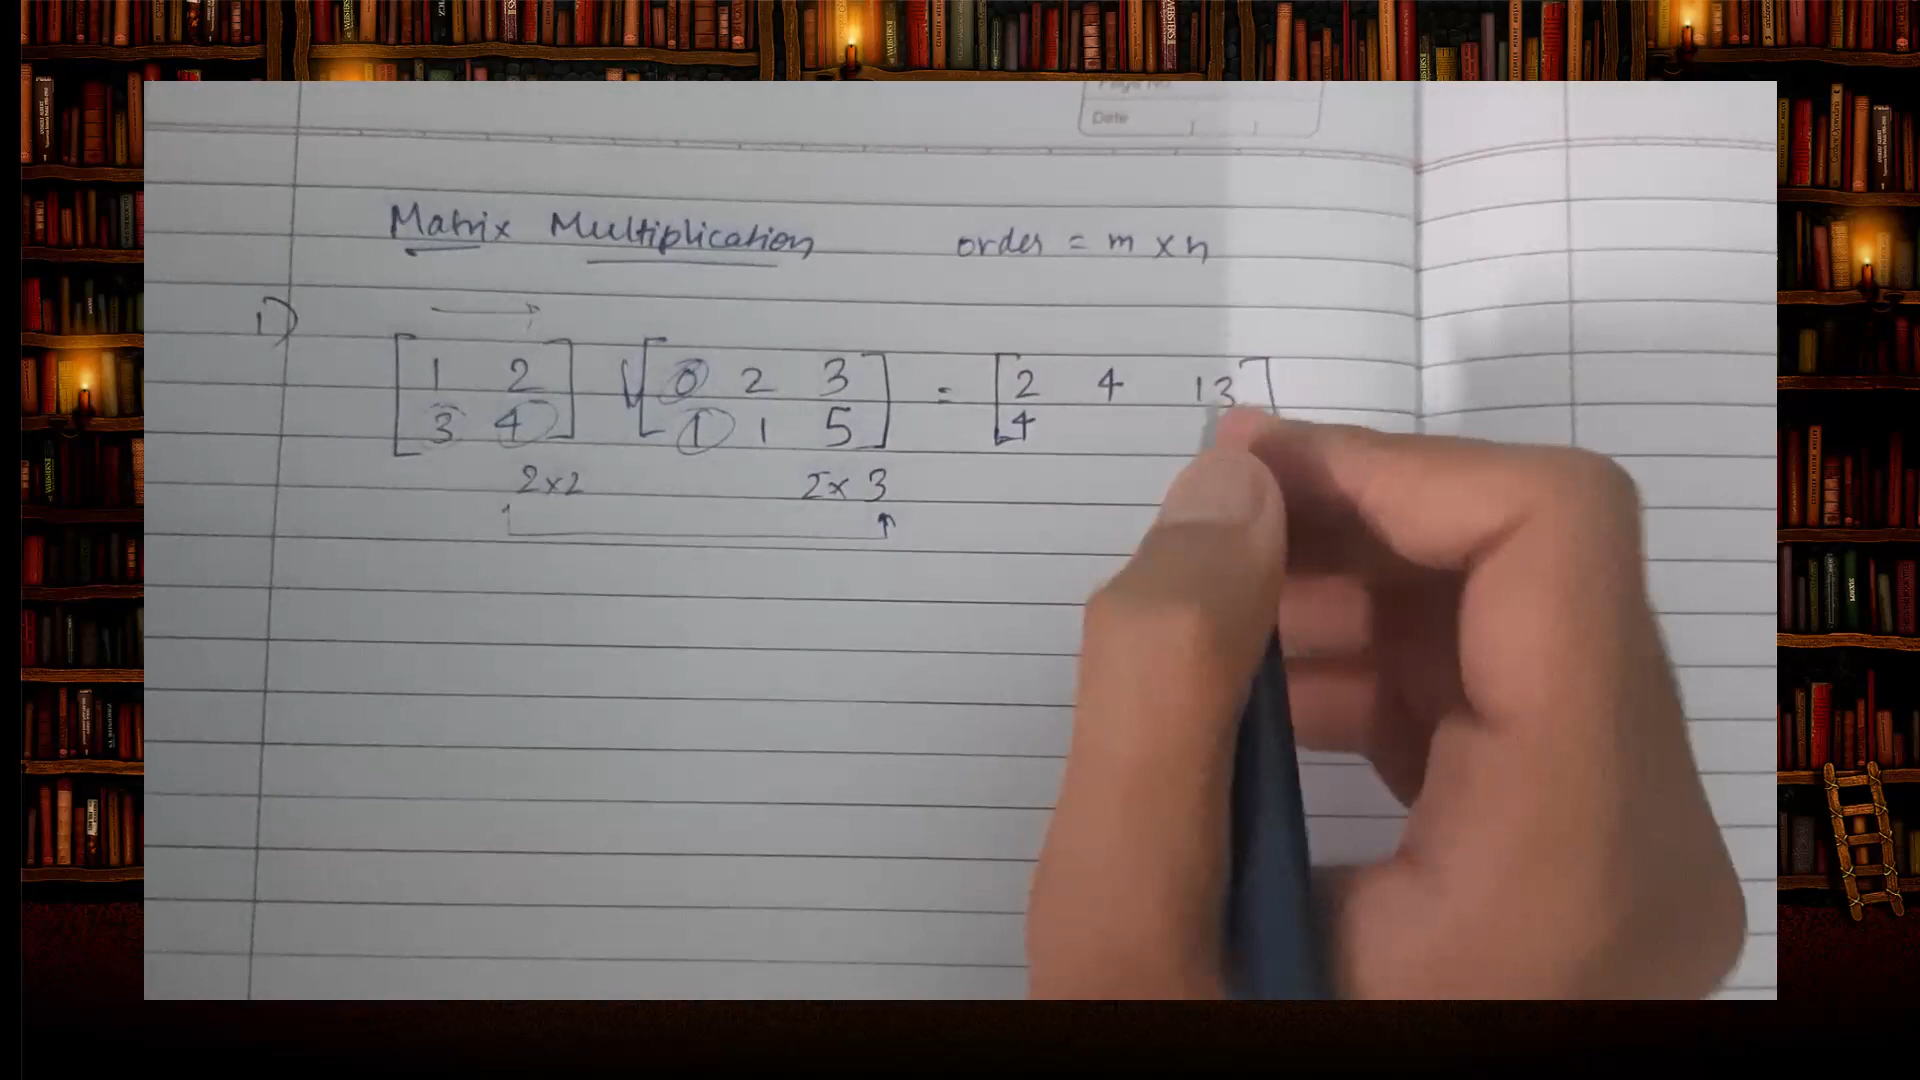 Date
Matrix Multiplication order = m x n
1)
[1 2 [0 2 3 = [2 4 13]
3 4] 1 1 5] 4
2x2 2x3